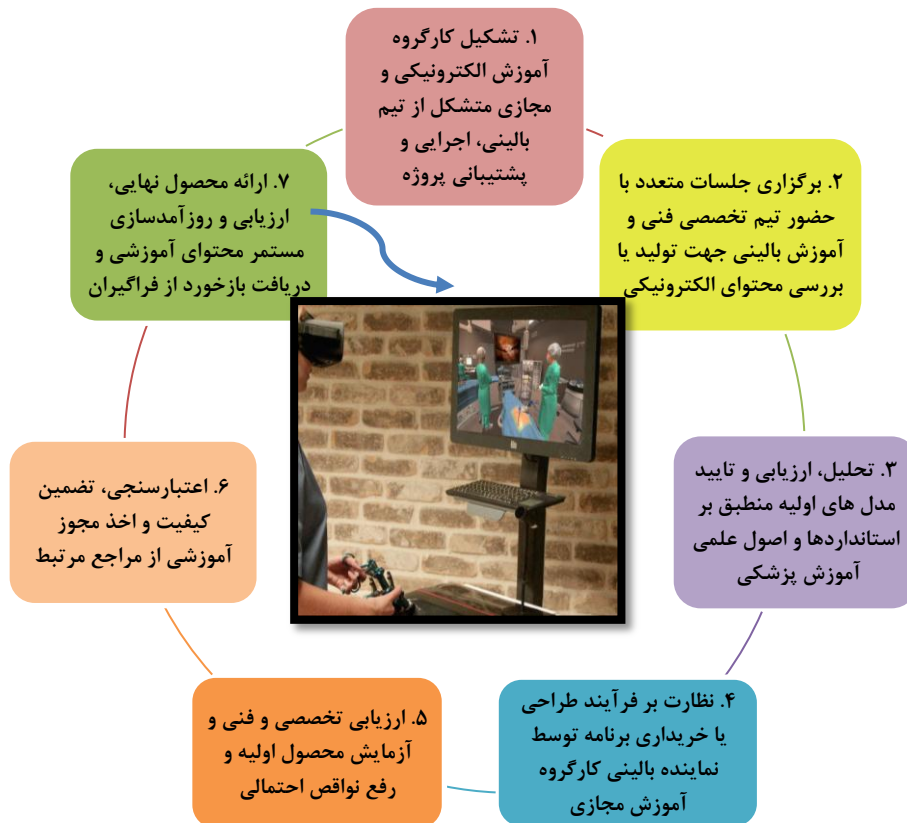 ۱. تشکیل کارگروه
آموزش الکترونیکی و
مجازی متشکل از تیم
بالینی، اجرایی و
پشتیبانی پروژه
۲. برگزاری جلسات متعدد با
حضور تیم تخصصی فنی و
آموزش بالینی جهت تولید یا
بررسی محتوای الکترونیکی
۳. تحلیل، ارزیابی و تایید
مدل های اولیه منطبق بر
استانداردها و اصول علمی
آموزش پزشکی
۴. نظارت بر فرآیند طراحی
یا خریداری برنامه توسط
نماینده بالینی کارگروه
آموزش مجازی
۵. ارزیابی تخصصی و فنی و
آزمایش محصول اولیه و
رفع نواقص احتمالی
۶. اعتبارسنجی، تضمین
کیفیت و اخذ مجوز
آموزشی از مراجع مرتبط
۷. ارائه محصول نهایی،
ارزیابی و روزآمدسازی
مستمر محتوای آموزشی و
دریافت بازخورد از فراگیران